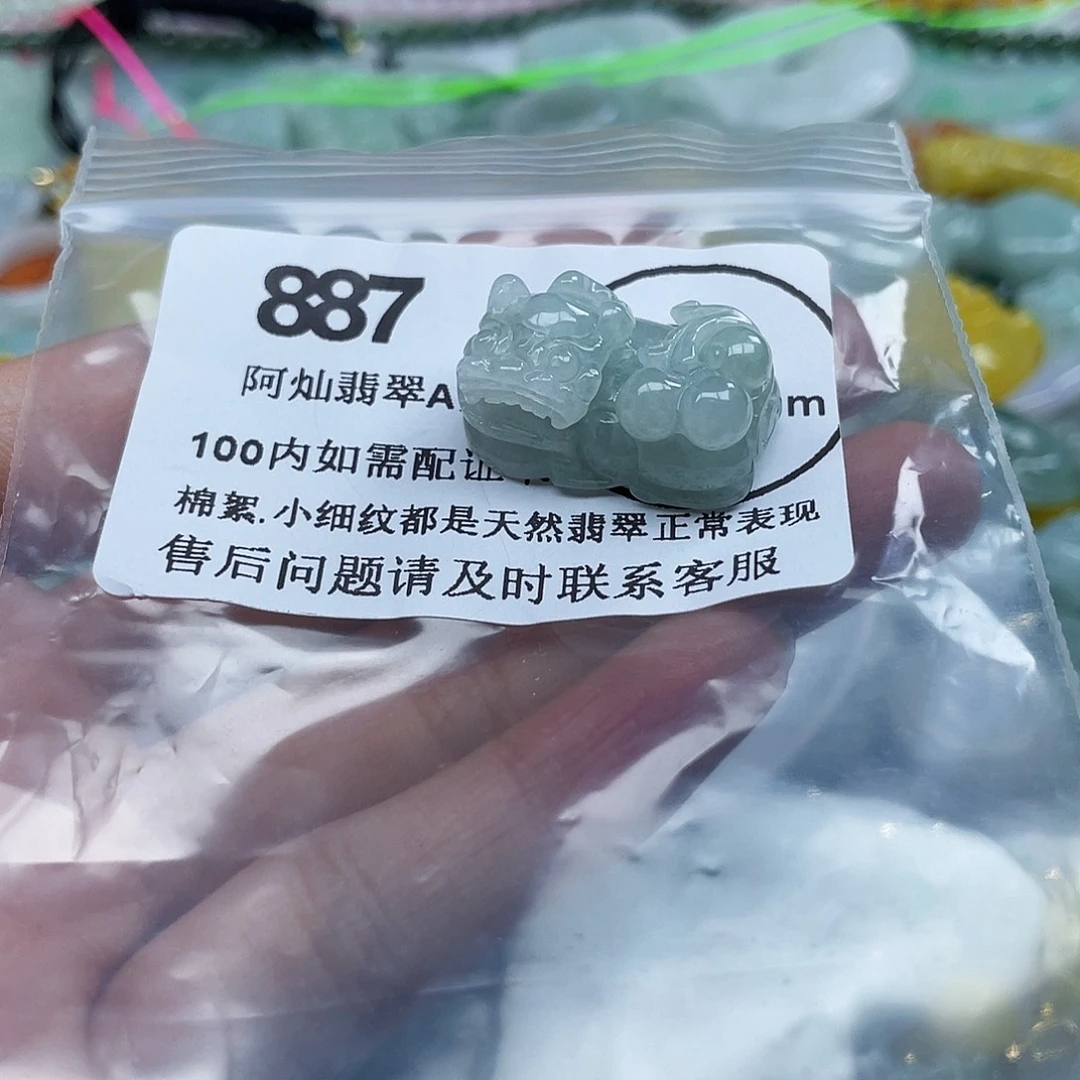 887
阿灿翡翠A
m
100内如需配证
棉絮.小细纹都是天然翡翠正常表现
售后问题请及时联系客服